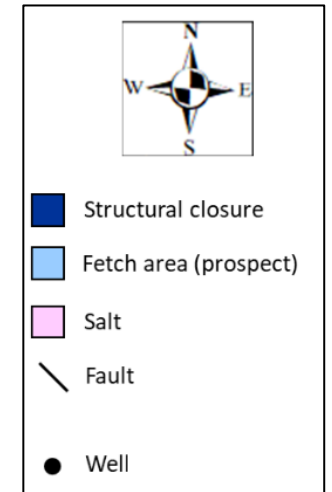 N
W E
S
Structural closure
Fetch area (prospect)
Salt
Fault
Well